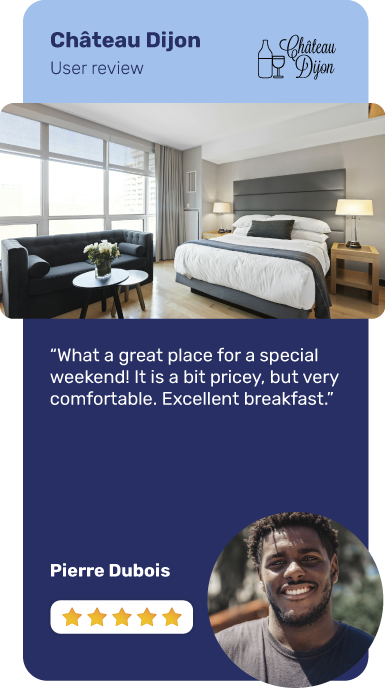 Château Dijon
User review
Château
Dijon
“What a great place for a special
weekend! It is a bit pricey, but very
comfortable. Excellent breakfast.”
Pierre Dubois